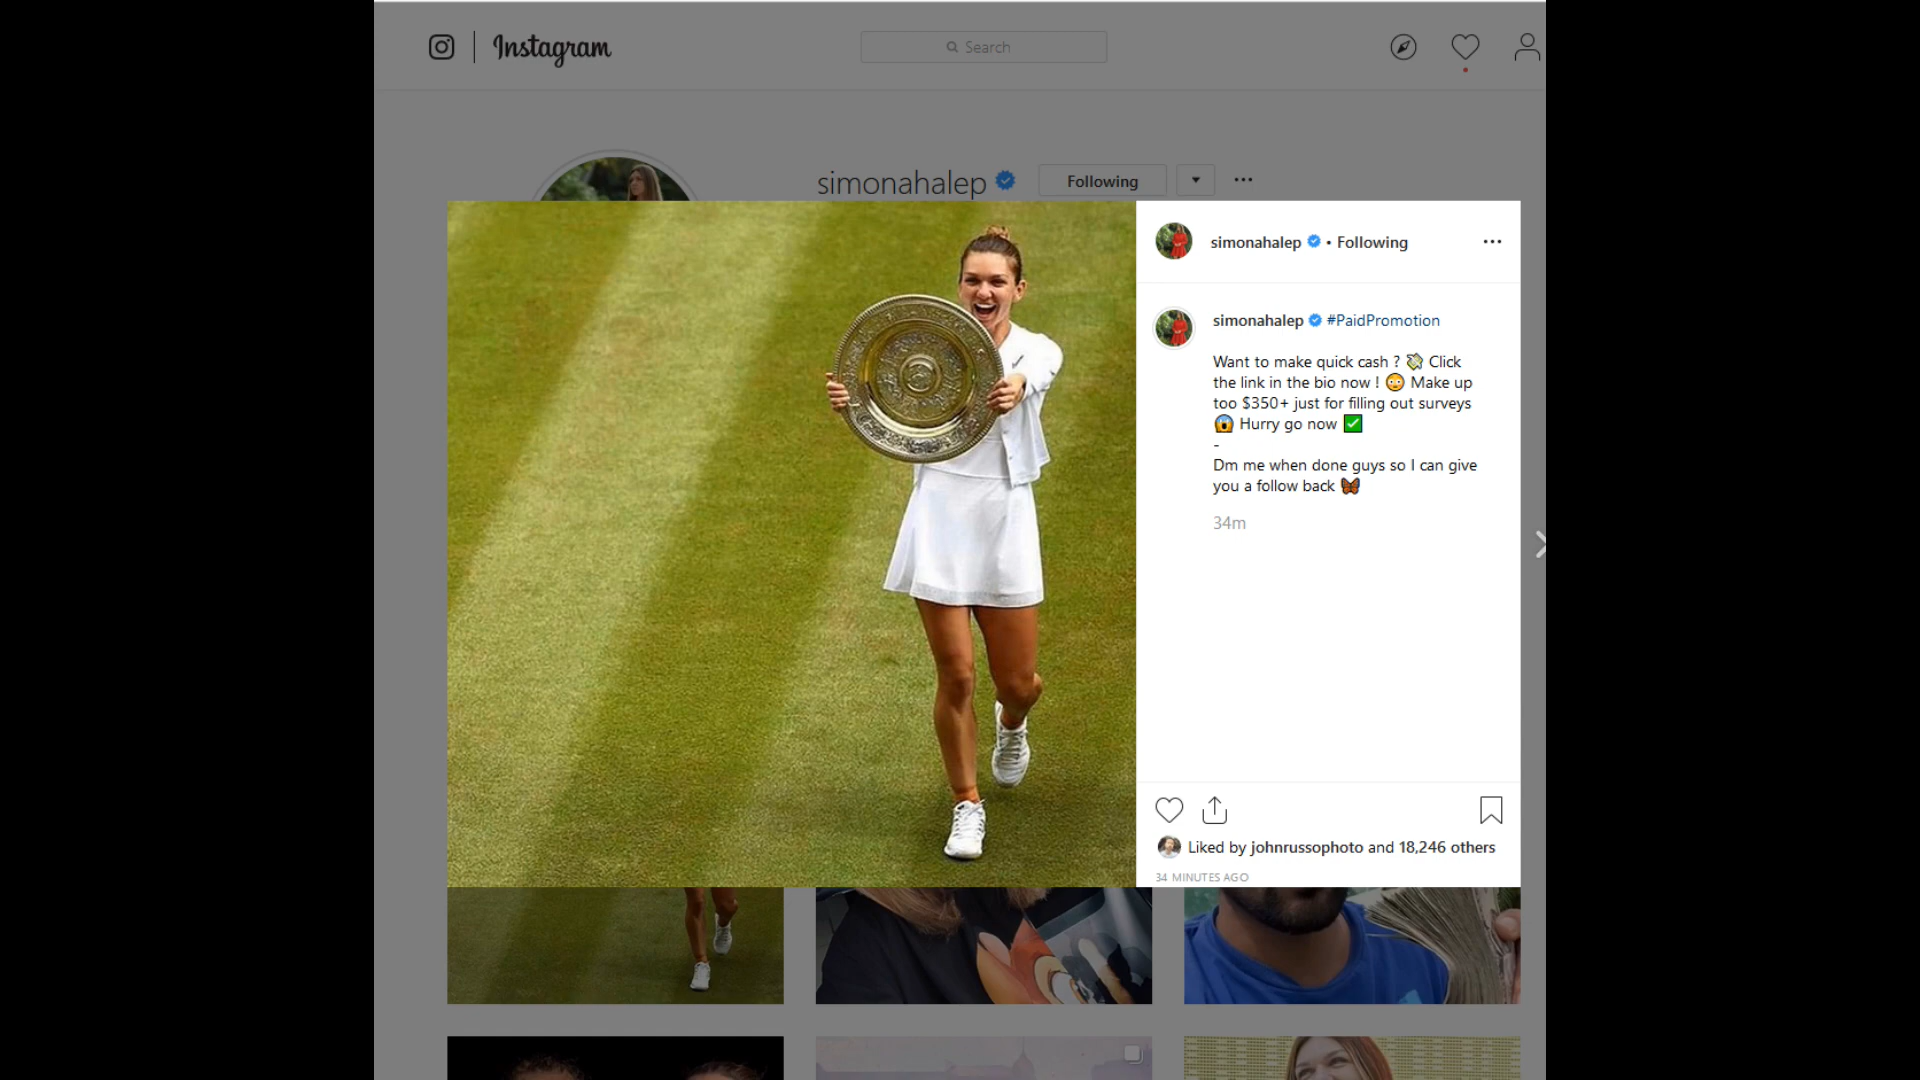 Instagram
Search
simonahalep
Following
simonahalep • Following
simonahalep #PaidPromotion
Want to make quick cash ? 💸 Click
the link in the bio now ! 😳 Make up
too $350+ just for filling out surveys
😱 Hurry go now ✅
-
Dm me when done guys so I can give
you a follow back 🦋
34m
Liked by johnrussophoto and 18,246 others
34 MINUTES AGO